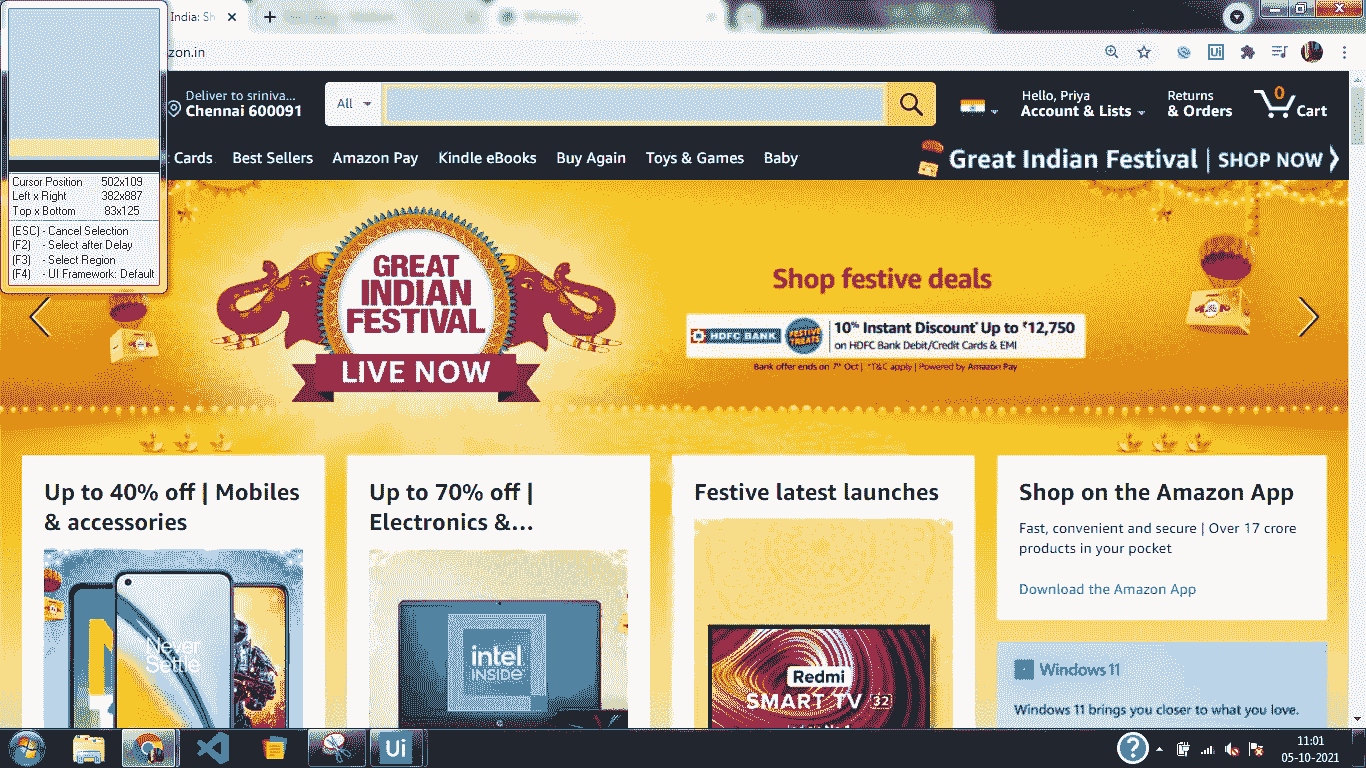 India: Sh
zon.in
Cursor Position 502x109
Left x Right 382x887
Top x Bottom 83x125
(ESC) - Cancel Selection
(F2) - Select after Delay
(F3) - Select Region
(F4) - UI Framework: Default
Deliver to sriniva...
Chennai 600091
All
Hello, Priya
Account & Lists
Returns
& Orders
0
Cart
Cards Best Sellers Amazon Pay Kindle eBooks Buy Again Toys & Games Baby
Great Indian Festival | SHOP NOW
GREAT
INDIAN
FESTIVAL
LIVE NOW
Shop festive deals
HDFC BANK
FESTIVE
TREATS
10% Instant Discount* Up to ₹12,750
on HDFC Bank Debit/Credit Cards & EMI
Bank offer ends on 7th Oct | *T&C apply | Powered by Amazon Pay
Up to 40% off | Mobiles
& accessories
Never
Settle
Up to 70% off |
Electronics &...
intel
INSIDE
Festive latest launches
Redmi
SMART TV 32
Shop on the Amazon App
Fast, convenient and secure | Over 17 crore
products in your pocket
Download the Amazon App
Windows 11
Windows 11 brings you closer to what you love.
Ui
11:01
05-10-2021